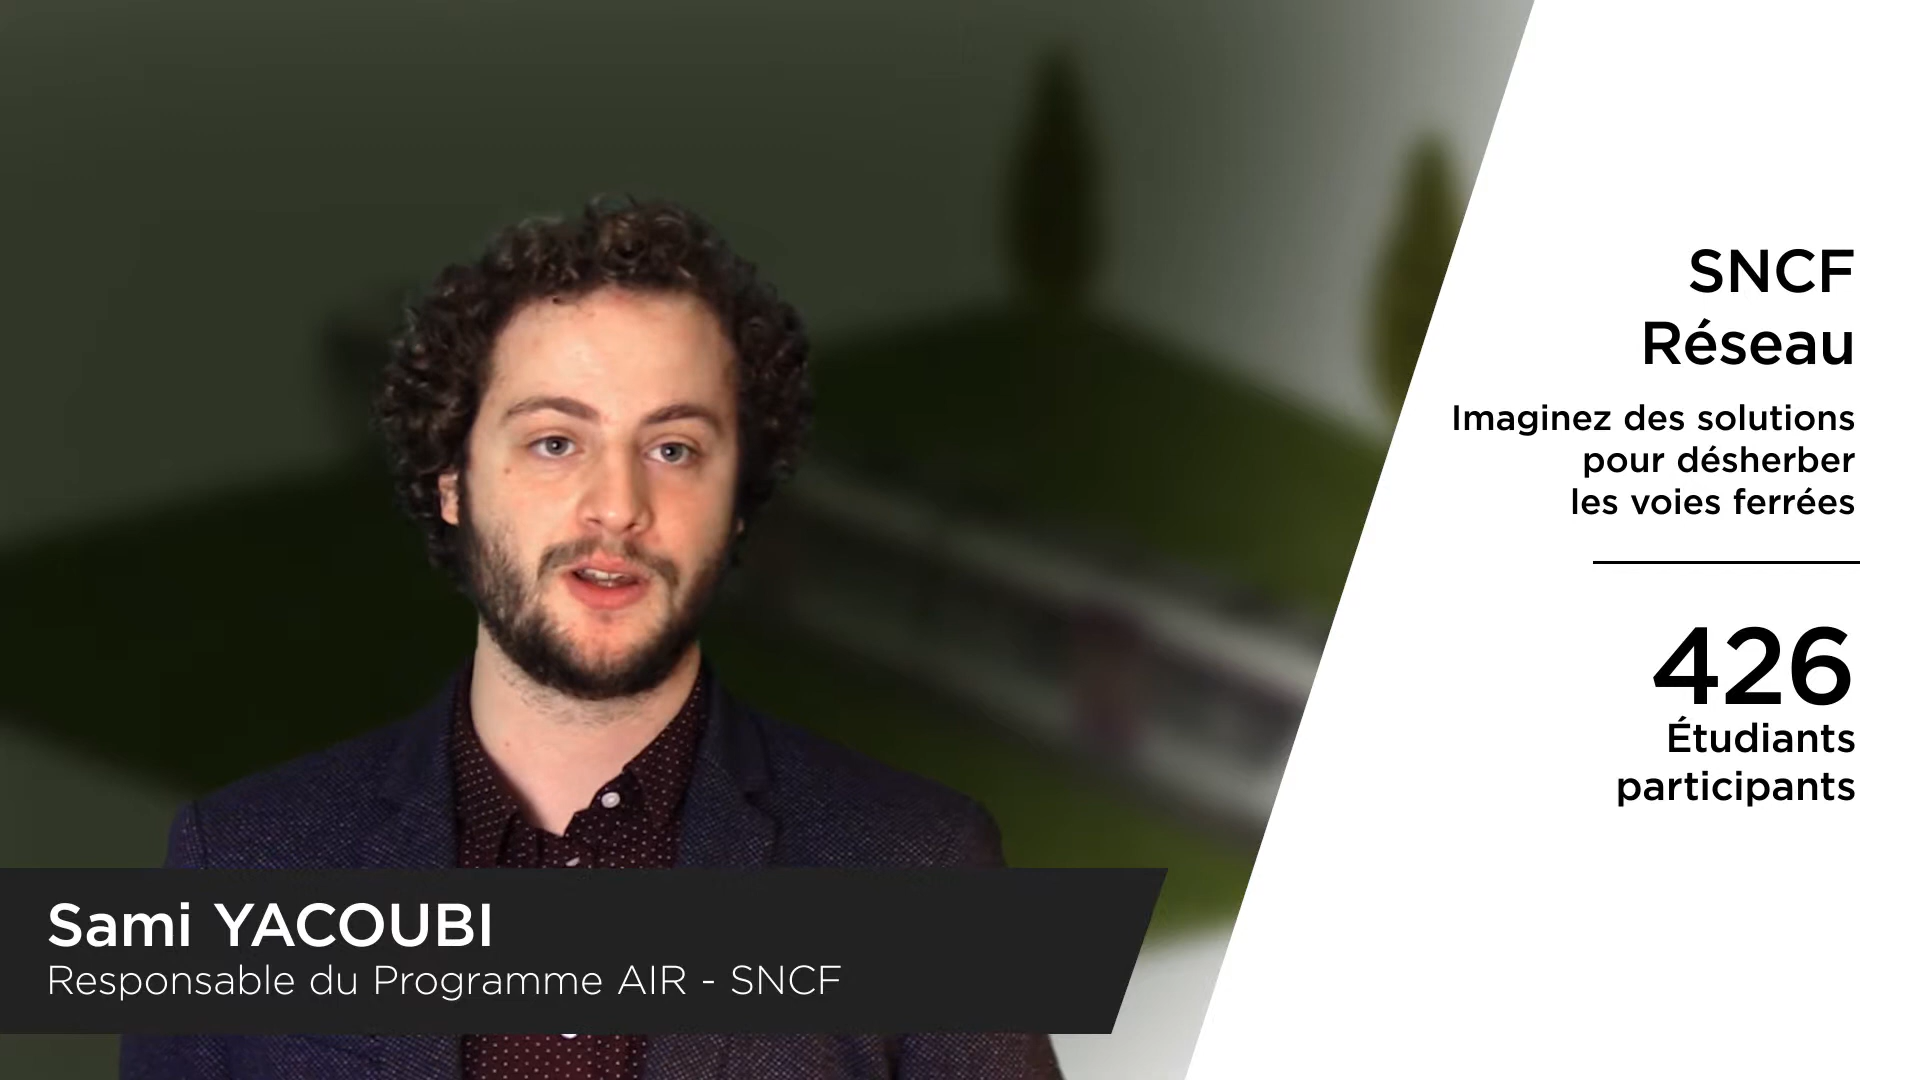 SNCF
Réseau
Imaginez des solutions
pour désherber
les voies ferrées
426
Étudiants
participants
Sami YACOUBI
Responsable du Programme AIR - SNCF